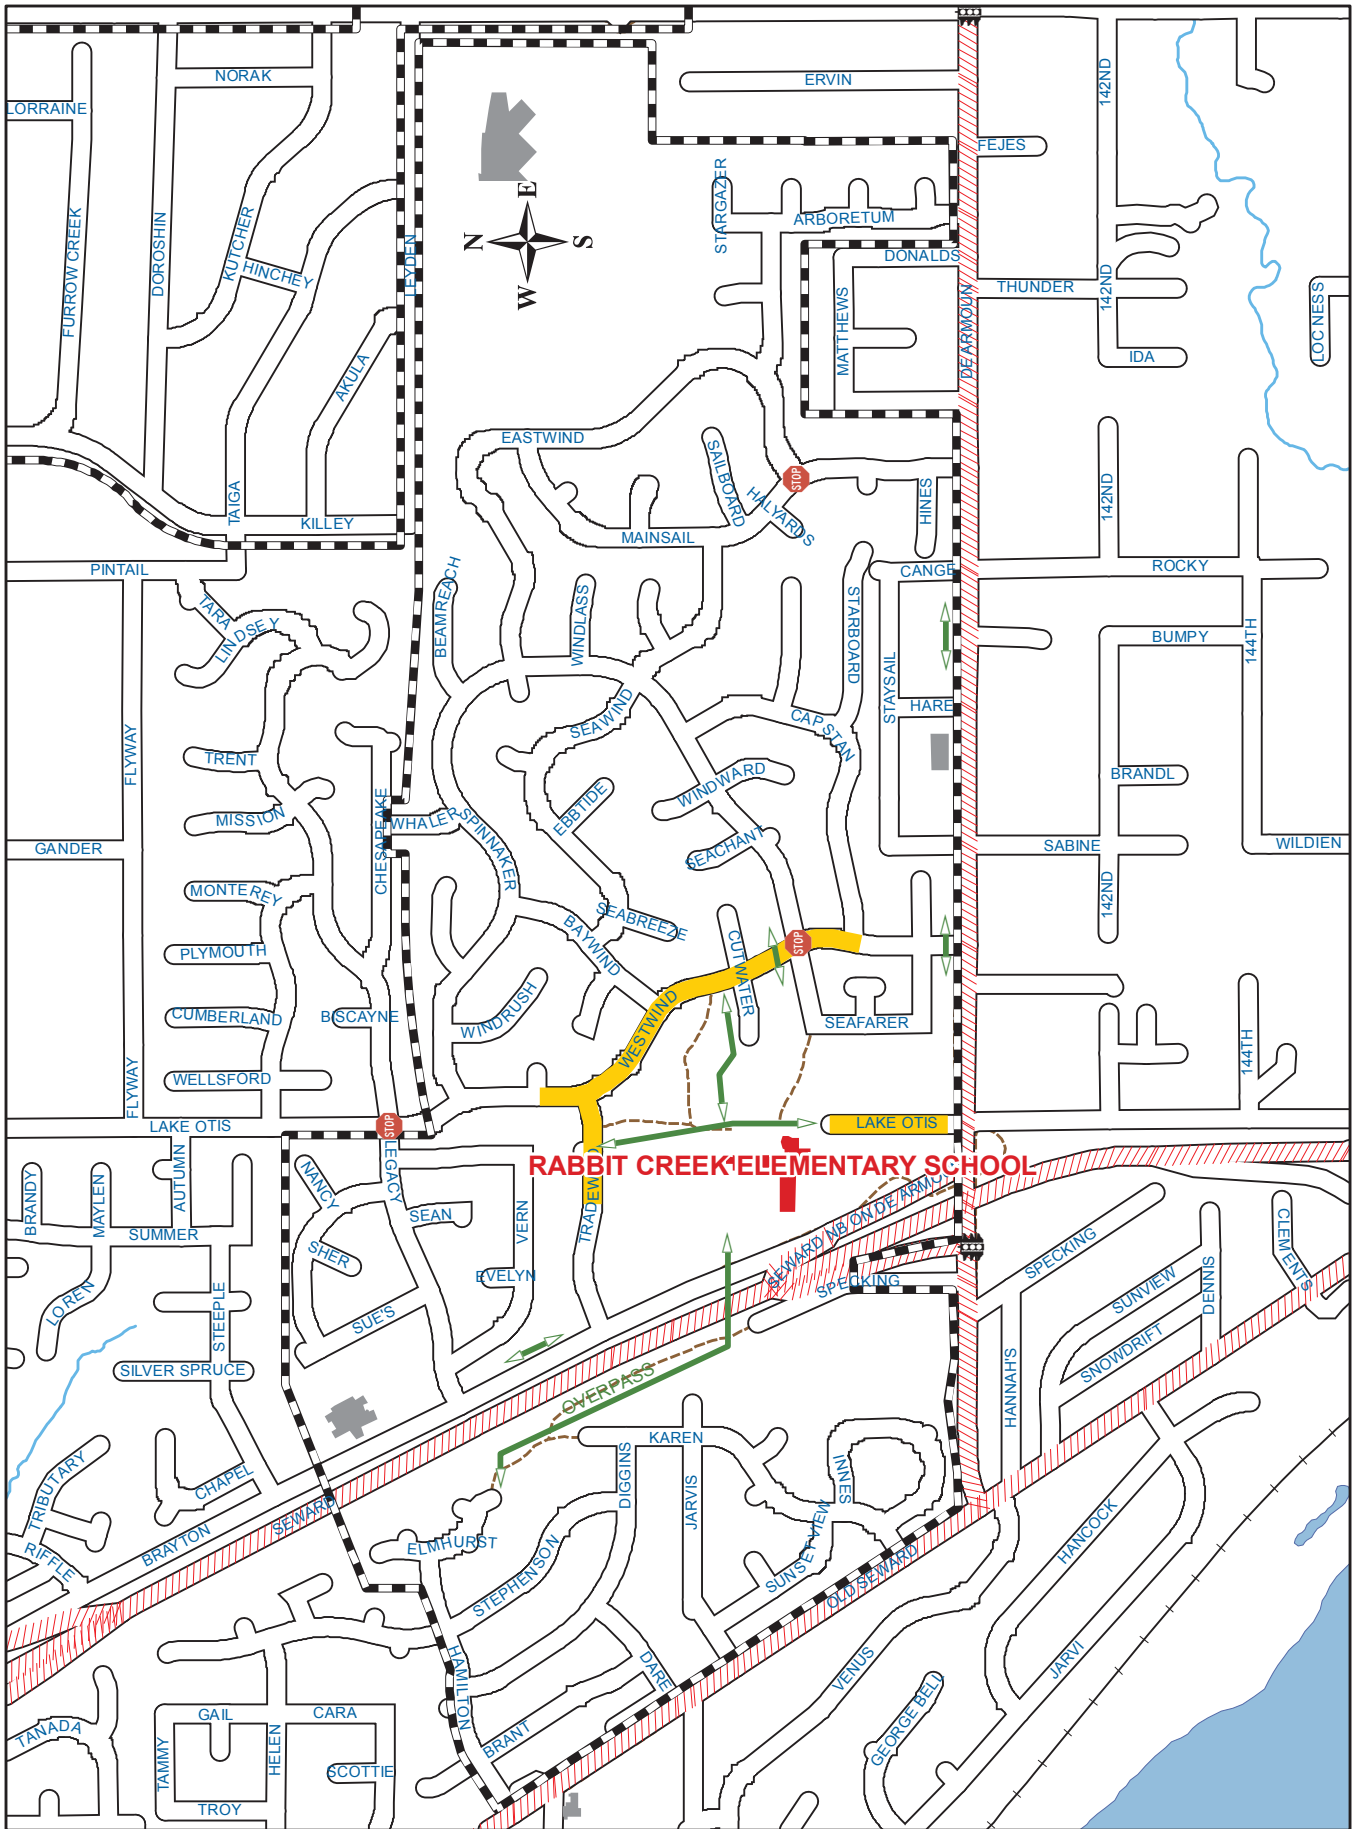 NORAK
ERVIN
142ND
LORRAINE
FEJES
STARGAZER
FURROW CREEK
DOROSHIN
KUTCHER
ARBORETUM
E
N
S
W
LEYDEN
HINCHEY
DONALDS
THUNDER
142ND
LOC NESS
MATTHEWS
DE ARMOUN
IDA
AKULA
EASTWIND
SAILBOARD
STOP
HALYARDS
HINES
142ND
TAIGA
KILLEY
MAINSAIL
PINTAIL
CANGE
ROCKY
TARA
LINDSEY
BEAMREACH
WINDLASS
STARBOARD
BUMPY
144TH
STAYSAIL
HARE
SEAWIND
CAPSTAN
FLYWAY
TRENT
WINDWARD
BRANDL
MISSION
CHESAPEAKE
WHALER
SPINNAKER
EBBTIDE
SEACHANT
GANDER
SABINE
WILDIEN
MONTEREY
142ND
SEABREEZE
BAYWIND
CUTWATER
STOP
PLYMOUTH
CUMBERLAND
BISCAYNE
WINDRUSH
WESTWIND
SEAFARER
144TH
WELLSFORD
FLYWAY
LAKE OTIS
STOP
LAKE OTIS
RABBIT CREEK ELEMENTARY SCHOOL
BRANDY
MAYLEN
AUTUMN
NANCY
LEGACY
SEAN
VERN
TRADEW
SEWARD NB ON DE ARMOU
SUMMER
SHER
EVELYN
SPECKING
SPECKING
CLEMENTS
LOREN
STEEPLE
SUE'S
SUNVIEW
DENNIS
SNOWDRIFT
SILVER SPRUCE
OVERPASS
HANNAH'S
KAREN
TRIBUTARY
CHAPEL
DIGGINS
JARVIS
INNES
RIFFLE
BRAYTON
SEWARD
ELMHURST
STEPHENSON
SUNSETVIEW
OLD SEWARD
HANCOCK
HAMILTON
DARE
VENUS
JARVI
GEORGE BELL
TANADA
GAIL
CARA
TAMMY
HELEN
BRANT
SCOTTIE
TROY